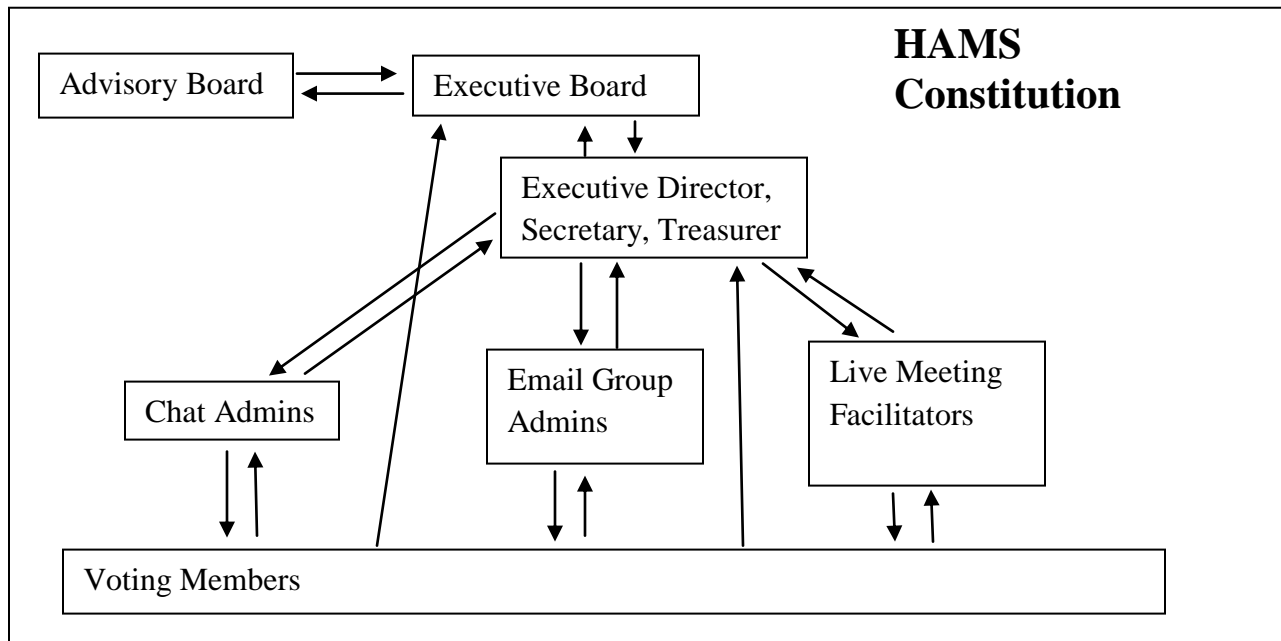 HAMS
Constitution
Advisory Board
Executive Board
Executive Director,
Secretary, Treasurer
Chat Admins
Email Group
Admins
Live Meeting
Facilitators
Voting Members